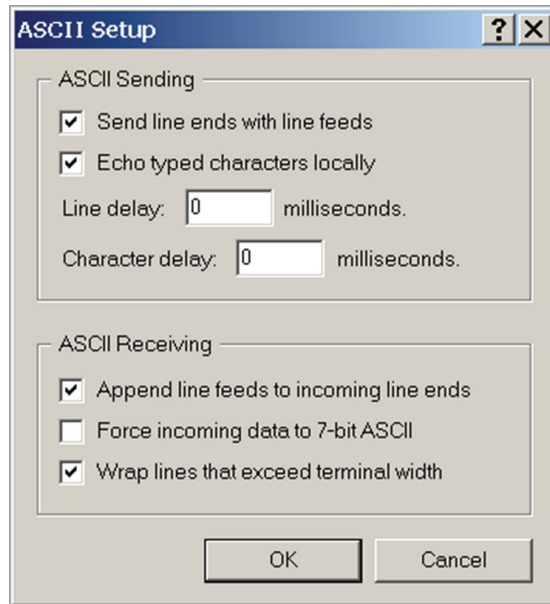 ASCII Setup
ASCII Sending
Send line ends with line feeds
Echo typed characters locally
Line delay: 0 milliseconds.
Character delay: 0 milliseconds.
ASCII Receiving
Append line feeds to incoming line ends
Force incoming data to 7-bit ASCII
Wrap lines that exceed terminal width
OK Cancel